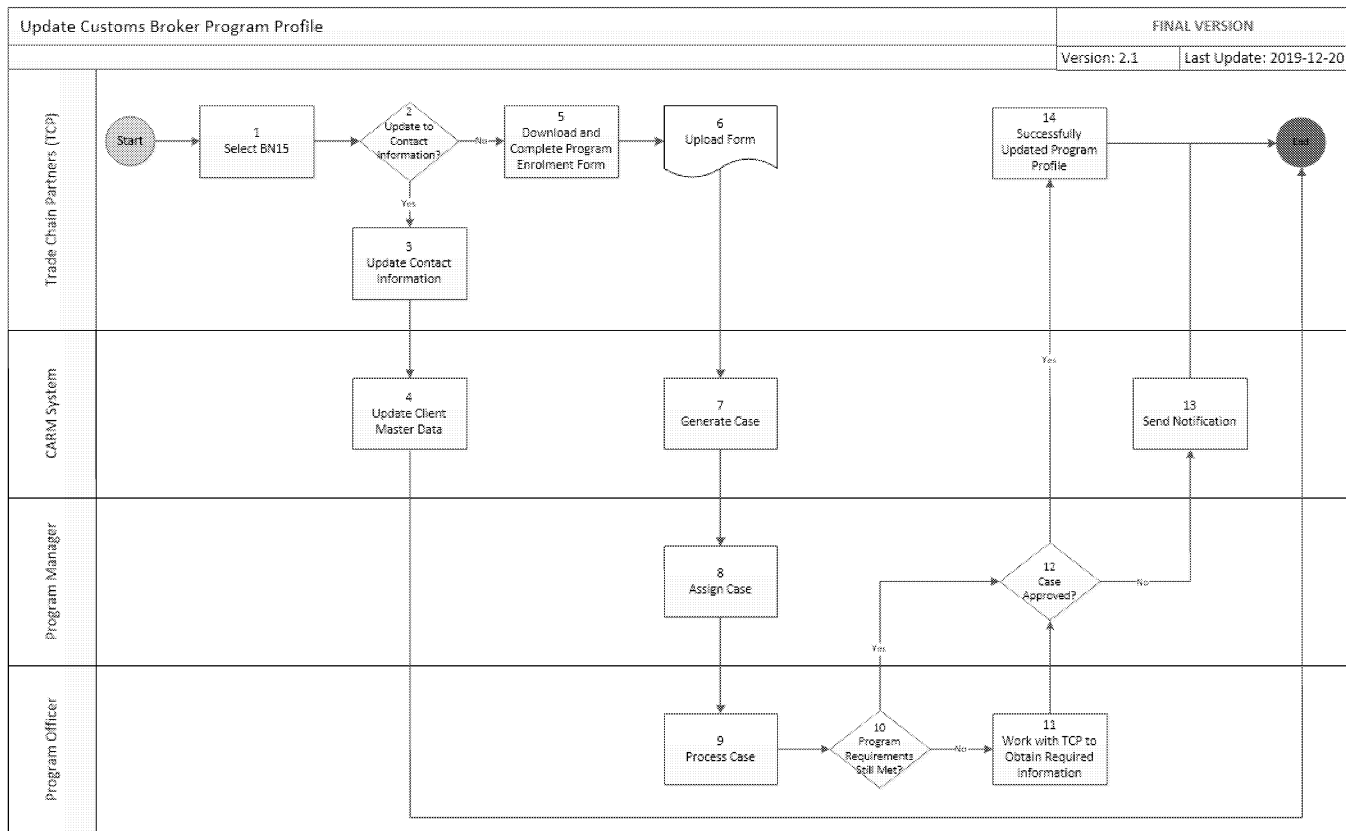 Update Customs Broker Program Profile
FINAL VERSION
Version: 2.1
Last Update: 2019-12-20
Trade Chain Partners (TCP)
Start
1
Select BN15
2
Update to
Contact
Information?
No
Yes
5
Download and
Complete Program
Enrolment Form
6
Upload Form
14
Successfully
Updated Program
Profile
End
3
Update Contact
Information
CARM System
4
Update Client
Master Data
7
Generate Case
Yes
13
Send Notification
Program Manager
8
Assign Case
12
Case
Approved?
No
Yes
Program Officer
9
Process Case
10
Program
Requirements
Still Met?
No
11
Work with TCP to
Obtain Required
Information